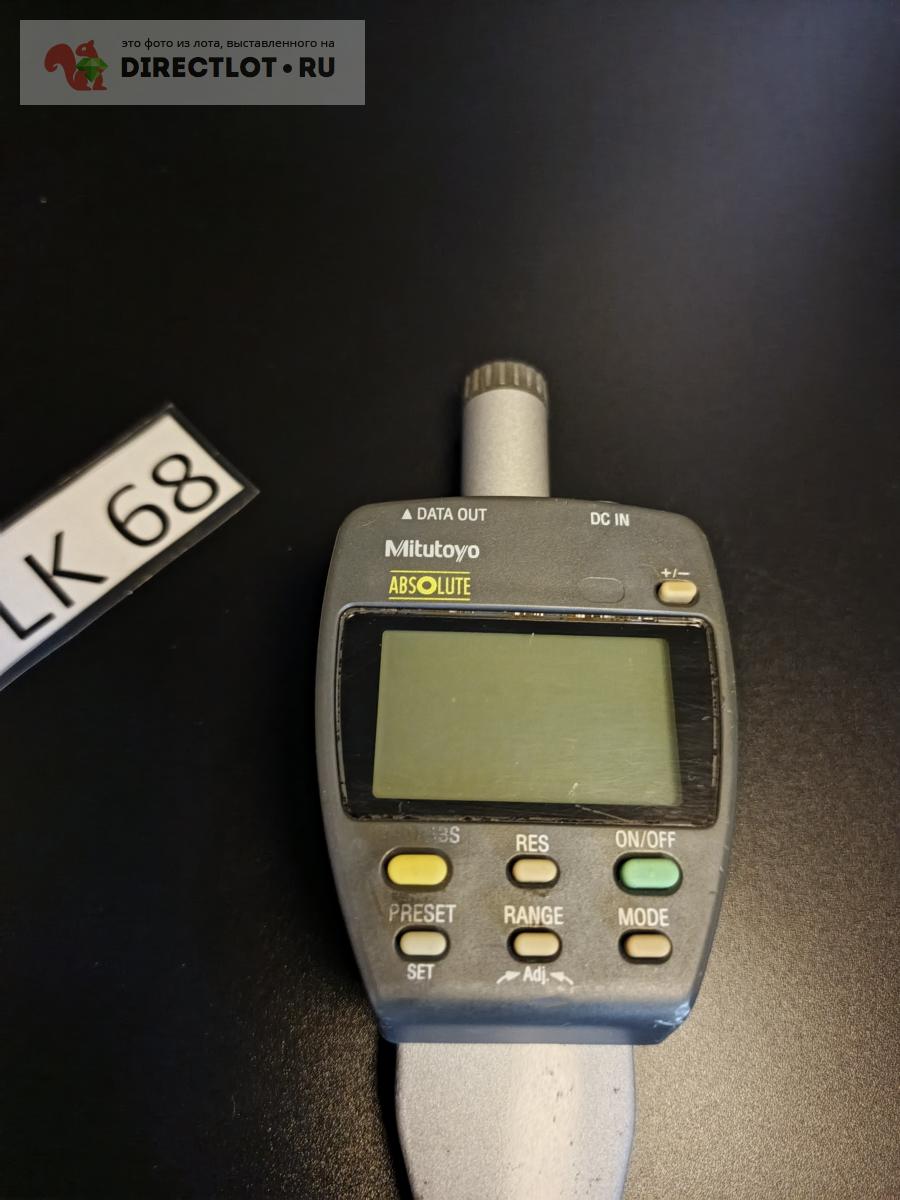 это фото из лота, выставленного на
DIRECTLOT•RU
LK 68
▲ DATA OUT
DC IN
Mitutoyo
ABSOLUTE
+/−
RES
ON/OFF
PRESET
RANGE
MODE
SET
Adj.